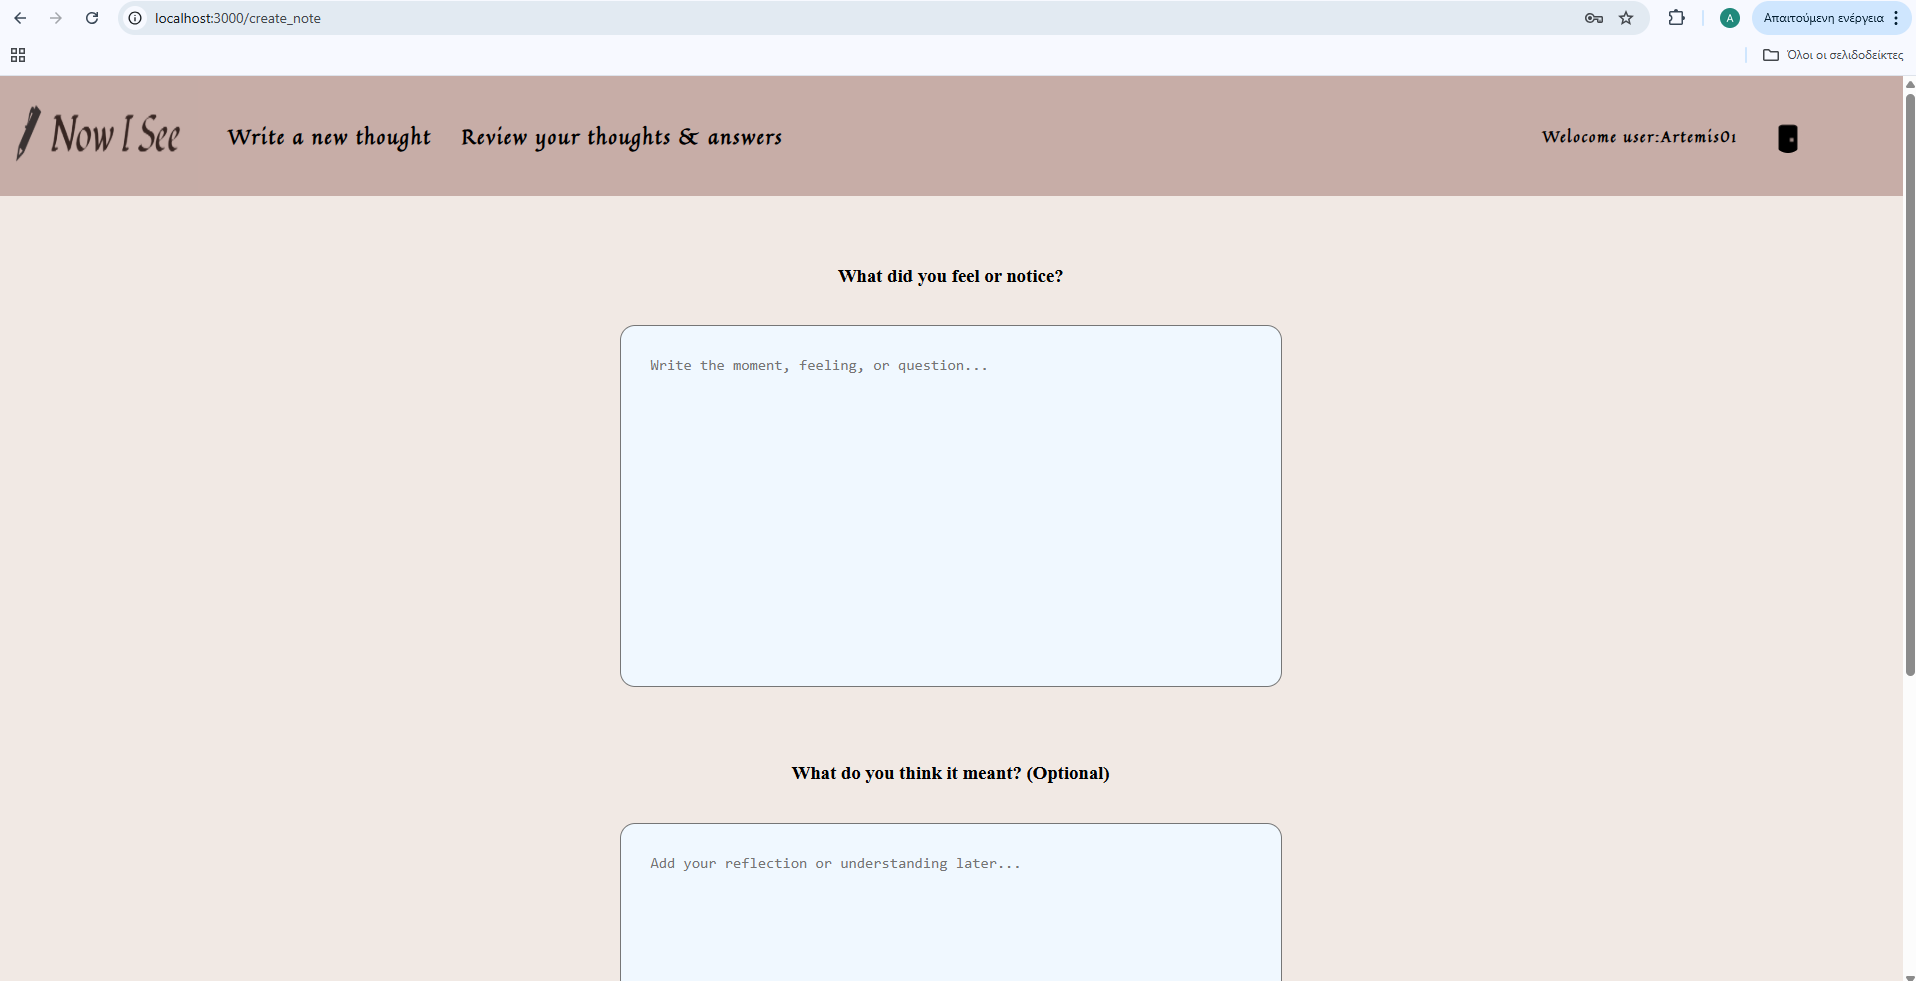 localhost:3000/create_note
A
Απαιτούμενη ενέργεια
Όλοι οι σελιδοδείκτες
Now I See
Write a new thought
Review your thoughts & answers
Welcome user:Artemis01
What did you feel or notice?
Write the moment, feeling, or question...
What do you think it meant? (Optional)
Add your reflection or understanding later...